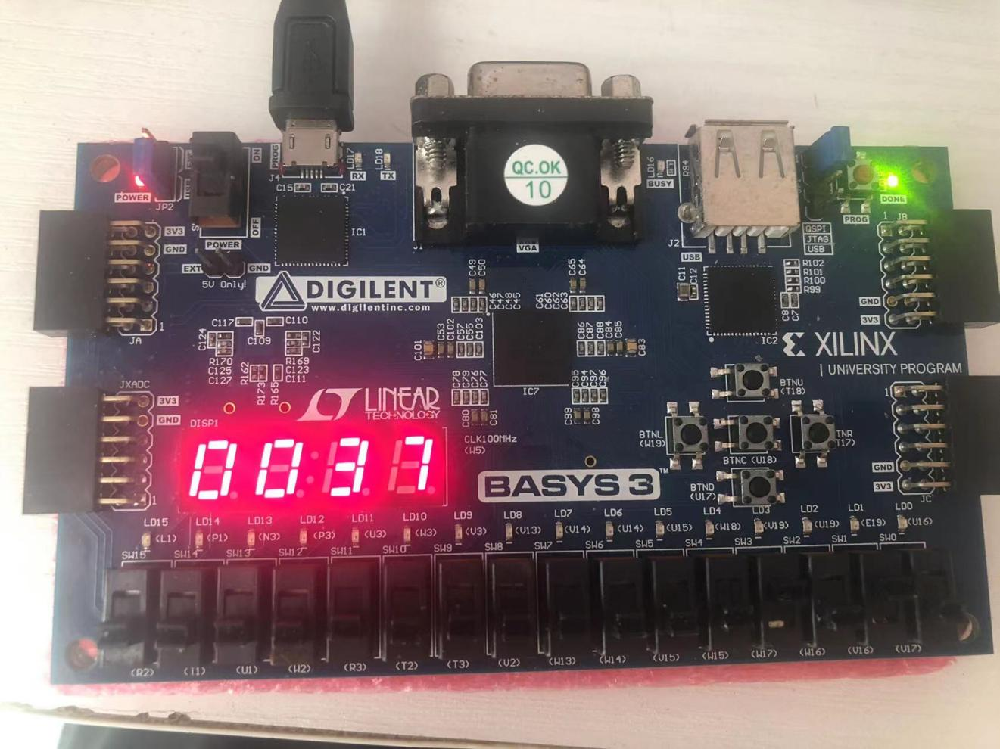 QC.OK
10
PROG
J4
LD17
RX
LD18
TX
C15
C21
ON
OFF
POWER
JP2
POWER
EXT
GND
5V Only!
IC1
J1
VGA
LD16
BUSY
R94
J2
USB
PROG
DONE
QSPI
JTAG
USB
JB
1
GND
3V3
3V3
GND
JA
1
DIGILENT®
www.digilentinc.com
C117
C110
C109
C124
C122
R170
C125
C127
R162
R173
R165
R169
C123
C111
C49
C50
C65
C64
C46
C47
C48
C45
C61
C60
C62
C63
C53
C102
C57
C55
C103
C101
C86
C87
C88
C84
C85
C83
C78
C79
C76
C77
C95
C94
C97
C96
C80
C81
C99
C98
IC7
C11
C12
R102
R101
R100
R99
C8
C7
IC2
XILINX
UNIVERSITY PROGRAM
JXADC
3V3
GND
1
LINEAR
TECHNOLOGY
DISP1
0037
CLK100MHz
(W5)
BASYS 3™
BTNU
(T18)
BTNL
(W19)
BTNC (U18)
TNR
T17)
BTND
(U17)
1
GND
3V3
JC
LD15 LD14 LD13 LD12 LD11 LD10 LD9 LD8 LD7 LD6 LD5 LD4 LD3 LD2 LD1 LD0
(L1) (P1) (N3) (P3) (U3) (W3) (V3) (V13) (V14) (U14) (U15) (W18) (V19) (U19) (E19) (U16)
SW15 SW14 SW13 SW12 SW11 SW10 SW9 SW8 SW7 SW6 SW5 SW4 SW3 SW2 SW1 SW0
(R2) (T1) (U1) (W2) (R3) (T2) (T3) (V2) (W13) (W14) (V15) (W15) (W17) (W16) (V16) (V17)